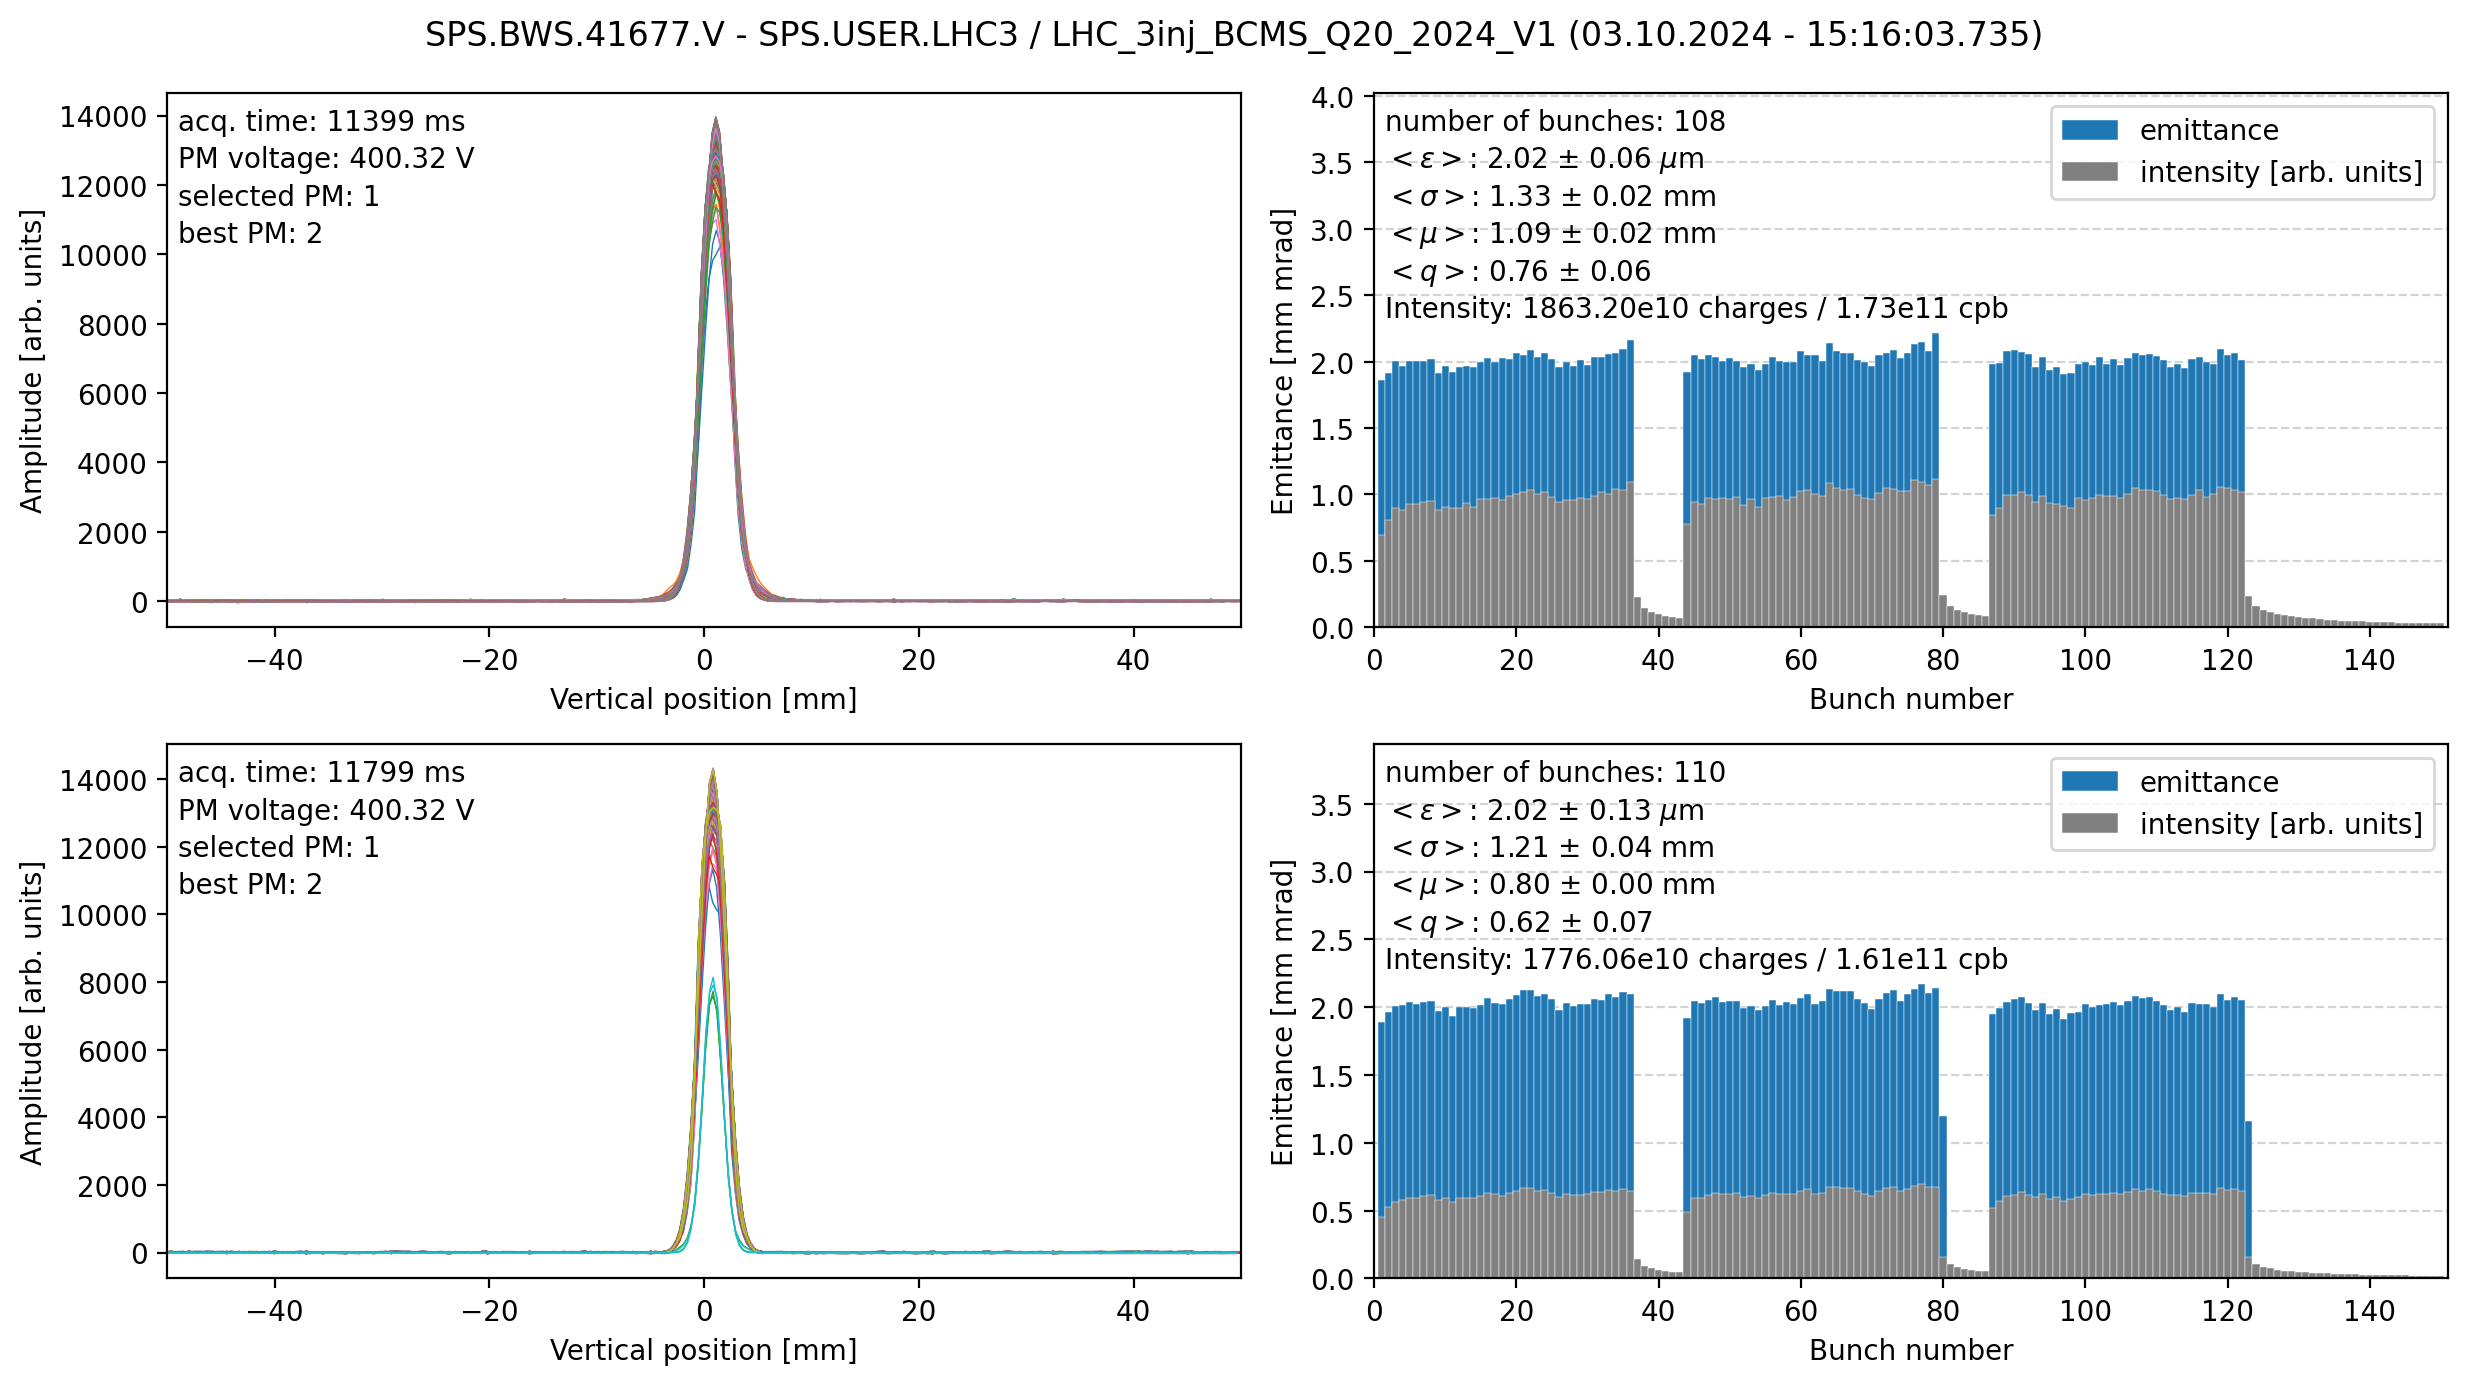 SPS.BWS.41677.V - SPS.USER.LHC3 / LHC_3inj_BCMS_Q20_2024_V1 (03.10.2024 - 15:16:03.735)
Amplitude [arb. units]
14000
12000
10000
8000
6000
4000
2000
0
acq. time: 11399 ms
PM voltage: 400.32 V
selected PM: 1
best PM: 2
−40 −20 0 20 40
Vertical position [mm]
Emittance [mm mrad]
4.0
3.5
3.0
2.5
2.0
1.5
1.0
0.5
0.0
number of bunches: 108
<ε>: 2.02 ± 0.06 μm
<σ>: 1.33 ± 0.02 mm
<μ>: 1.09 ± 0.02 mm
<q>: 0.76 ± 0.06
Intensity: 1863.20e10 charges / 1.73e11 cpb
emittance
intensity [arb. units]
0 20 40 60 80 100 120 140
Bunch number
Amplitude [arb. units]
14000
12000
10000
8000
6000
4000
2000
0
acq. time: 11799 ms
PM voltage: 400.32 V
selected PM: 1
best PM: 2
−40 −20 0 20 40
Vertical position [mm]
Emittance [mm mrad]
3.5
3.0
2.5
2.0
1.5
1.0
0.5
0.0
number of bunches: 110
<ε>: 2.02 ± 0.13 μm
<σ>: 1.21 ± 0.04 mm
<μ>: 0.80 ± 0.00 mm
<q>: 0.62 ± 0.07
Intensity: 1776.06e10 charges / 1.61e11 cpb
emittance
intensity [arb. units]
0 20 40 60 80 100 120 140
Bunch number